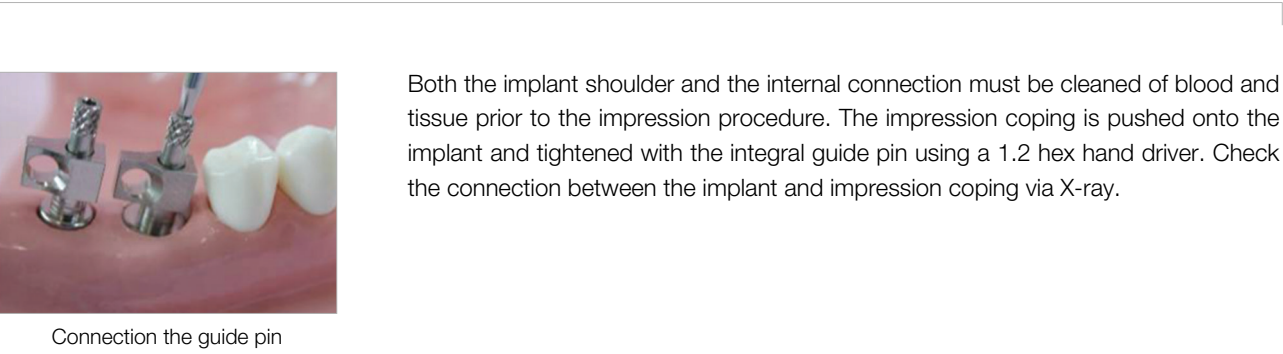 Both the implant shoulder and the internal connection must be cleaned of blood and
tissue prior to the impression procedure. The impression coping is pushed onto the
implant and tightened with the integral guide pin using a 1.2 hex hand driver. Check
the connection between the implant and impression coping via X-ray.
Connection the guide pin